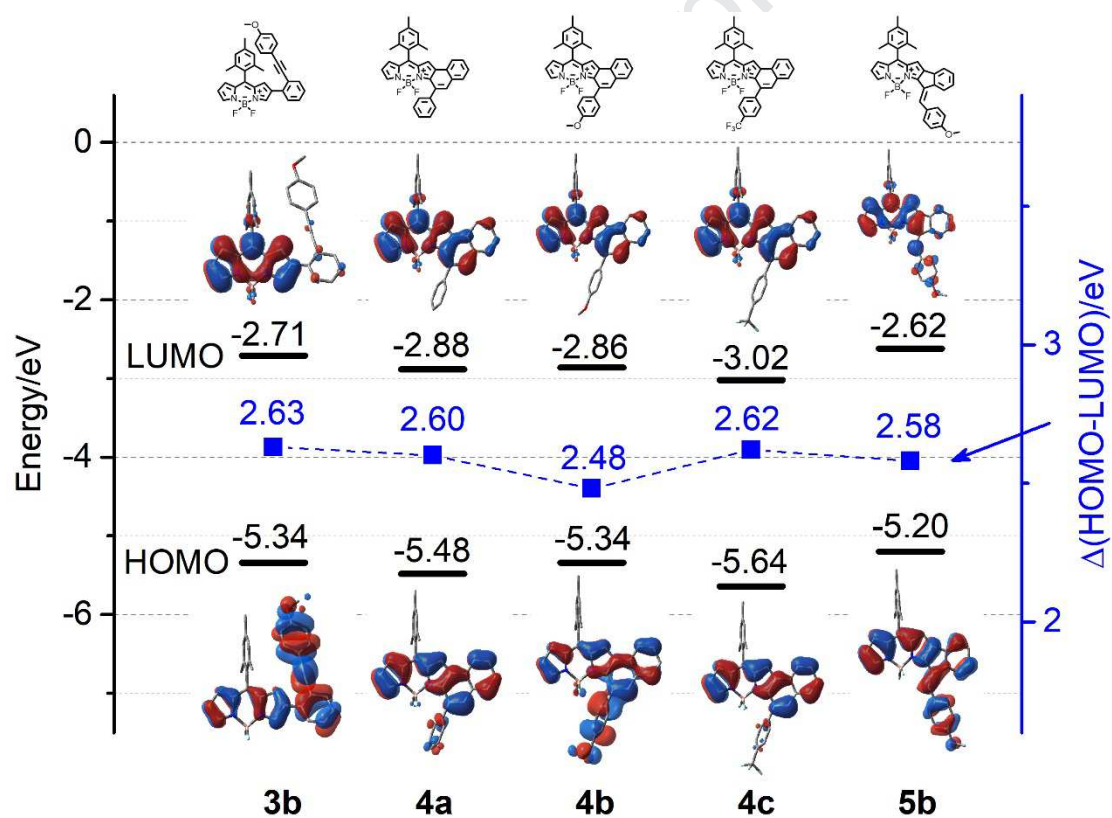 O
N N
B
F F
N N+
B-
F F
N N+
B-
F F
O
N N+
B-
F F
F3C
N N+
B-
F F
O
0
-2
-4
-6
Energy/eV
3
2
Δ(HOMO-LUMO)/eV
LUMO
-2.71
-2.88
-2.86
-3.02
-2.62
2.63
2.60
2.48
2.62
2.58
HOMO
-5.34
-5.48
-5.34
-5.64
-5.20
3b 4a 4b 4c 5b